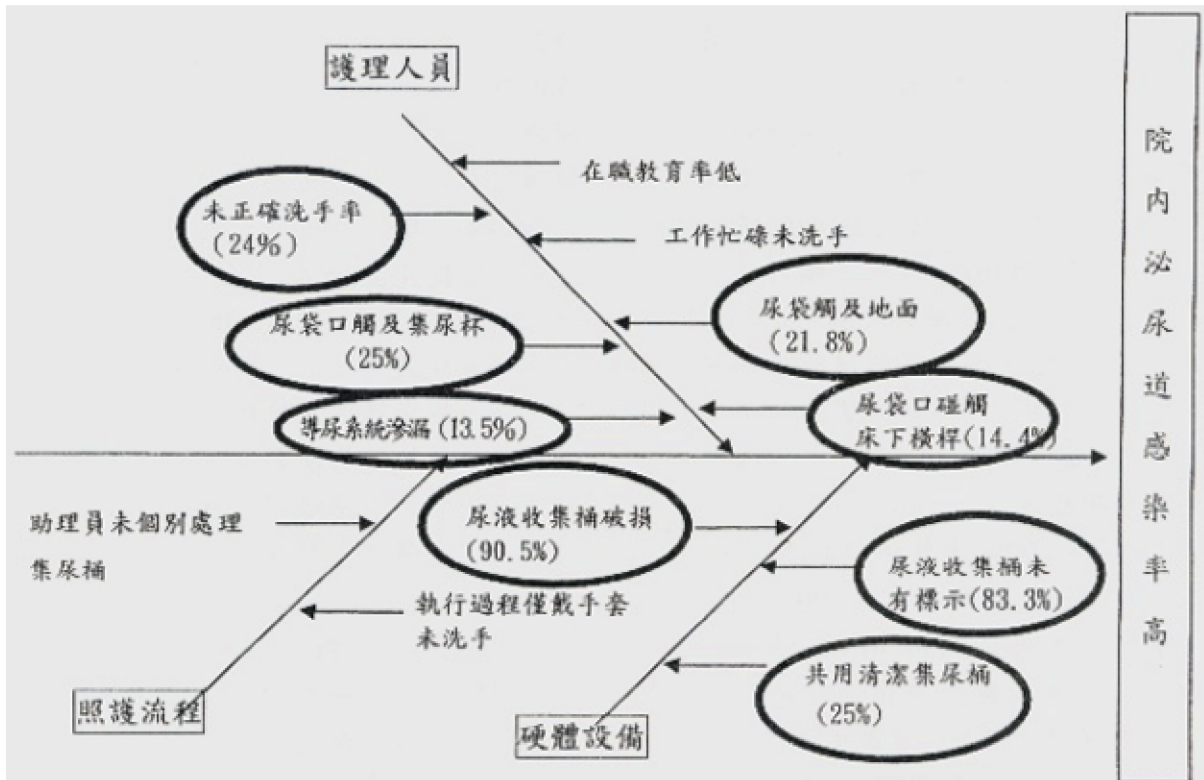 護理人員
在職教育率低
未正確洗手率
(24%)
工作忙碌未洗手
尿袋觸及地面
(21.8%)
尿袋口觸及集尿杯
(25%)
尿袋口碰觸
床下橫桿(14.4%)
導尿系統滲漏(13.5%)
助理員未個別處理
集尿桶
尿液收集桶破損
(90.5%)
尿液收集桶未
有標示(83.3%)
執行過程僅戴手套
未洗手
共用清潔集尿桶
(25%)
照護流程
硬體設備
院內泌尿道感染率高